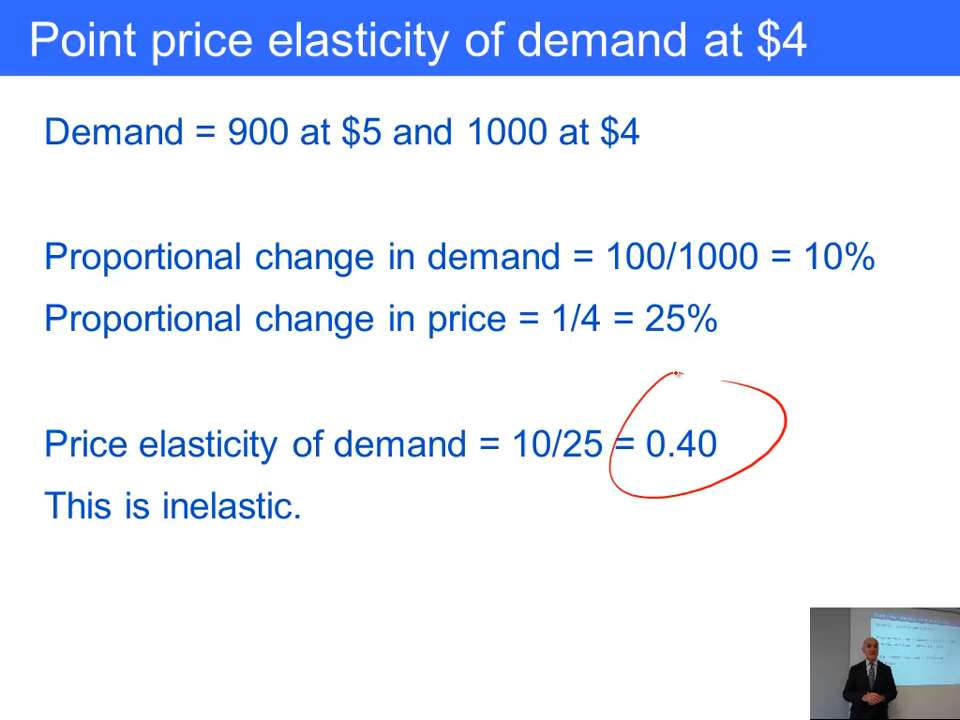 Point price elasticity of demand at $4
Demand = 900 at $5 and 1000 at $4
Proportional change in demand = 100/1000 = 10%
Proportional change in price = 1/4 = 25%
Price elasticity of demand = 10/25 = 0.40
This is inelastic.